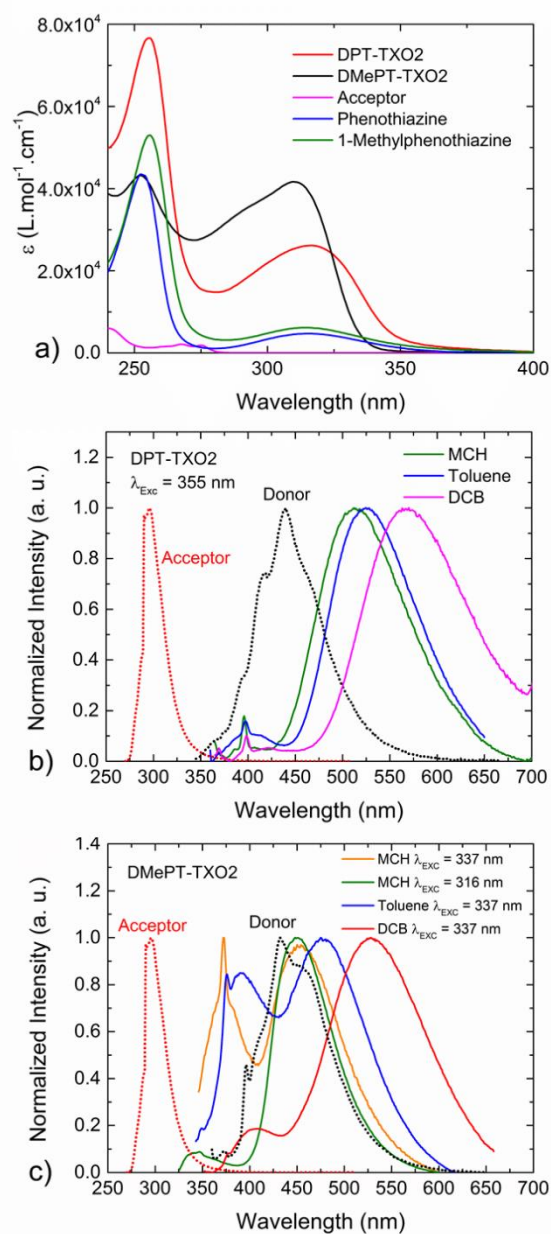 8.0x10⁴
6.0x10⁴
4.0x10⁴
2.0x10⁴
0.0
ε (L.mol⁻¹.cm⁻¹)
DPT-TXO2
DMePT-TXO2
Acceptor
Phenothiazine
1-Methylphenothiazine
a)
250 300 350 400
Wavelength (nm)
1.2
1.0
0.8
0.6
0.4
0.2
0.0
Normalized Intensity (a. u.)
DPT-TXO2
λExc = 355 nm
Acceptor
Donor
MCH
Toluene
DCB
b)
250 300 350 400 450 500 550 600 650 700
Wavelength (nm)
1.4
1.2
1.0
0.8
0.6
0.4
0.2
0.0
Normalized Intensity (a. u.)
DMePT-TXO2
Acceptor
Donor
MCH λEXC = 337 nm
MCH λEXC = 316 nm
Toluene λEXC = 337 nm
DCB λEXC = 337 nm
c)
250 300 350 400 450 500 550 600 650 700
Wavelength (nm)